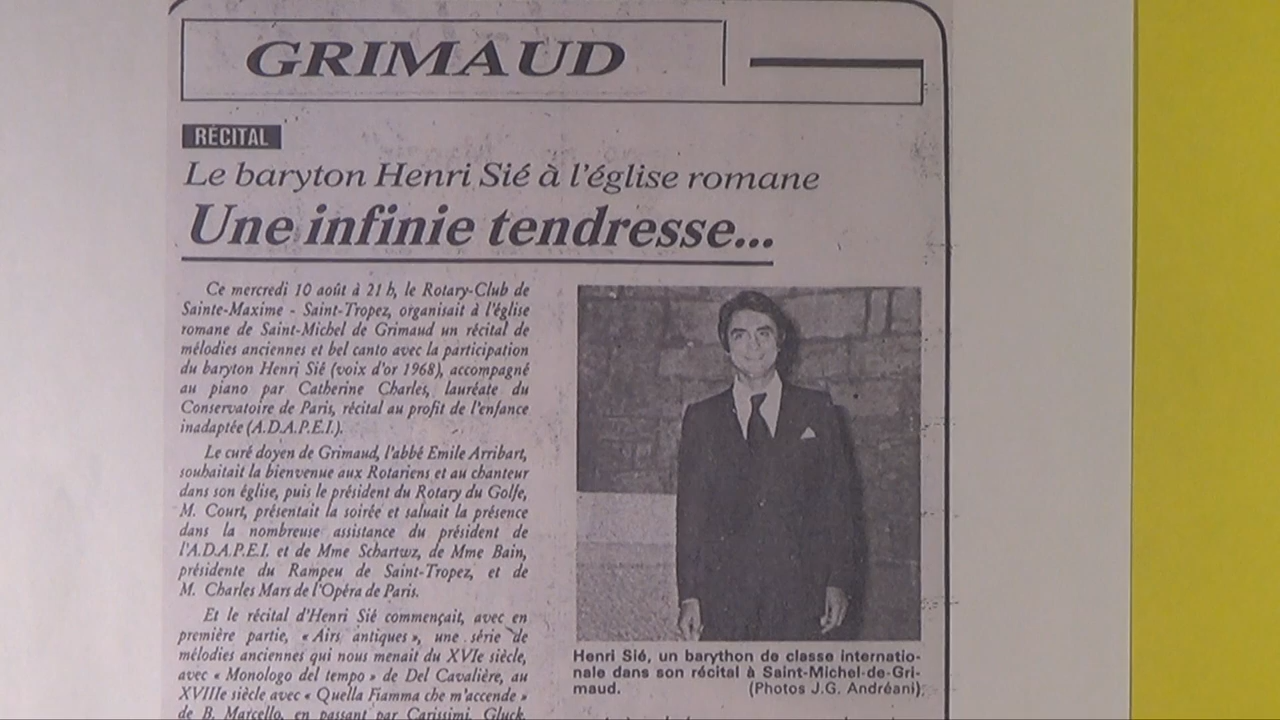 GRIMAUD
RÉCITAL
Le baryton Henri Sié à l'église romane
Une infinie tendresse...
Ce mercredi 10 août à 21 h, le Rotary-Club de
Sainte-Maxime - Saint-Tropez, organisait à l'église
romane de Saint-Michel de Grimaud un récital de
mélodies anciennes et bel canto avec la participation
du baryton Henri Sié (voix d'or 1968), accompagné
au piano par Catherine Charles, lauréate du
Conservatoire de Paris, récital au profit de l'enfance
inadaptée (A.D.A.P.E.I.).
Le curé doyen de Grimaud, l'abbé Emile Arribart,
souhaitait la bienvenue aux Rotariens et au chanteur
dans son église, puis le président du Rotary du Golfe,
M. Court, présentait la soirée et saluait la présence
dans la nombreuse assistance du président de
l'A.D.A.P.E.I. et de Mme Schartwz, de Mme Bain,
présidente du Rampeu de Saint-Tropez, et de
M. Charles Mars de l'Opéra de Paris.
Et le récital d'Henri Sié commençait, avec en
première partie, « Airs antiques », une série de
mélodies anciennes qui nous menait du XVIe siècle,
avec « Monologo del tempo » de Del Cavalière, au
XVIIIe siècle avec « Quella Fiamma che m'accende »
de B. Marcello, en passant par Carissimi, Gluck,
Henri Sié, un barython de classe internatio-
nale dans son récital à Saint-Michel-de-Gri-
maud. (Photos J.G. Andréani).